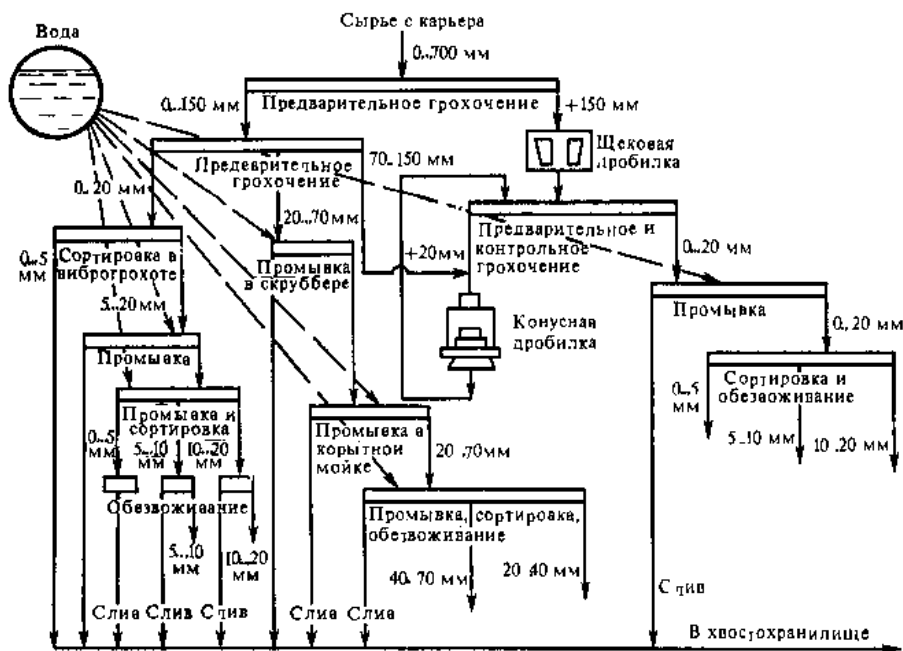 Сырье с карьера
Вода
0...700 мм
0...150 мм
Предварительное грохочение
+150 мм
Щековая
дробилка
Предварительное
грохочение
70-150 мм
0...20 мм
20...70 мм
Предварительное и
контрольное
грохочение
+20мм
0...20 мм
0...5
мм
Сортировка в
виброгрохоте
Промывка
в скруббере
5...20 мм
Конусная
дробилка
Промывка
0...20 мм
Промывка
Сортировка и
обезвоживание
0...5
мм
5...10 мм
10...20 мм
Промывка и
сортировка
0...5
мм
5...10
мм
10...20
мм
Промывка в
корытной
мойке
20...70мм
Обезвоживание
5...10
мм
10...20
мм
Промывка, сортировка,
обезвоживание
40...70 мм
20...40 мм
Слив
Слив
Слив
Слив
Слив
Слив
В хвостохранилище